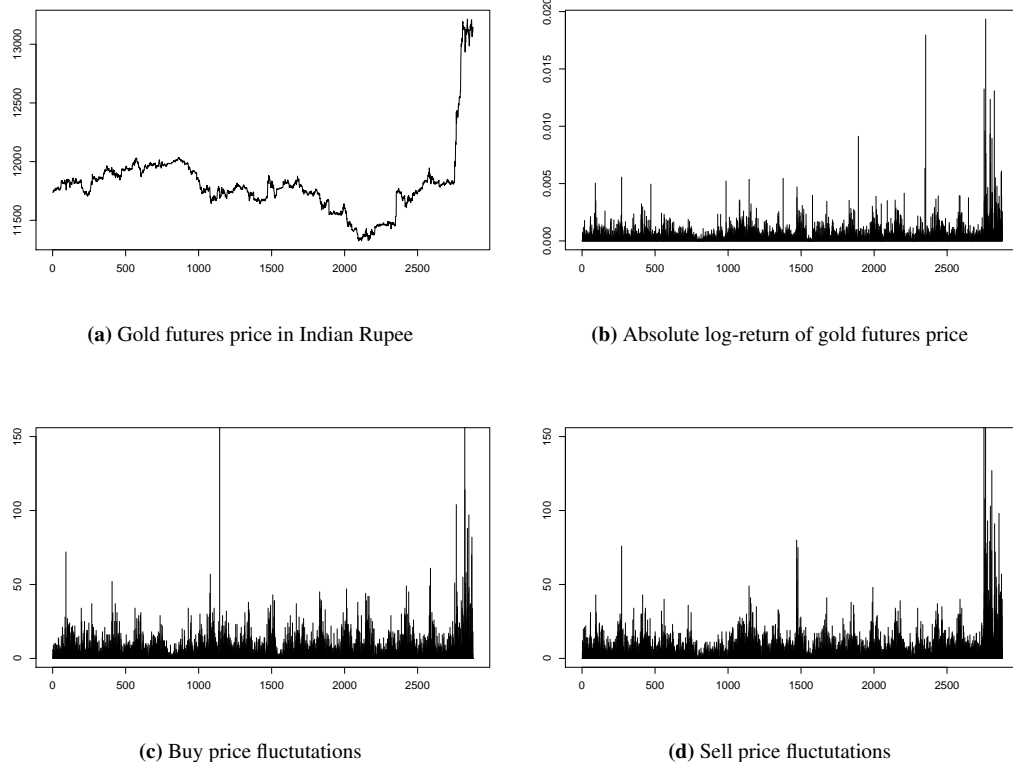 11500 12000 12500 13000
0 500 1000 1500 2000 2500
(a) Gold futures price in Indian Rupee
0.000 0.005 0.010 0.015 0.020
0 500 1000 1500 2000 2500
(b) Absolute log-return of gold futures price
0 50 100 150
0 500 1000 1500 2000 2500
(c) Buy price fluctutations
0 50 100 150
0 500 1000 1500 2000 2500
(d) Sell price fluctutations